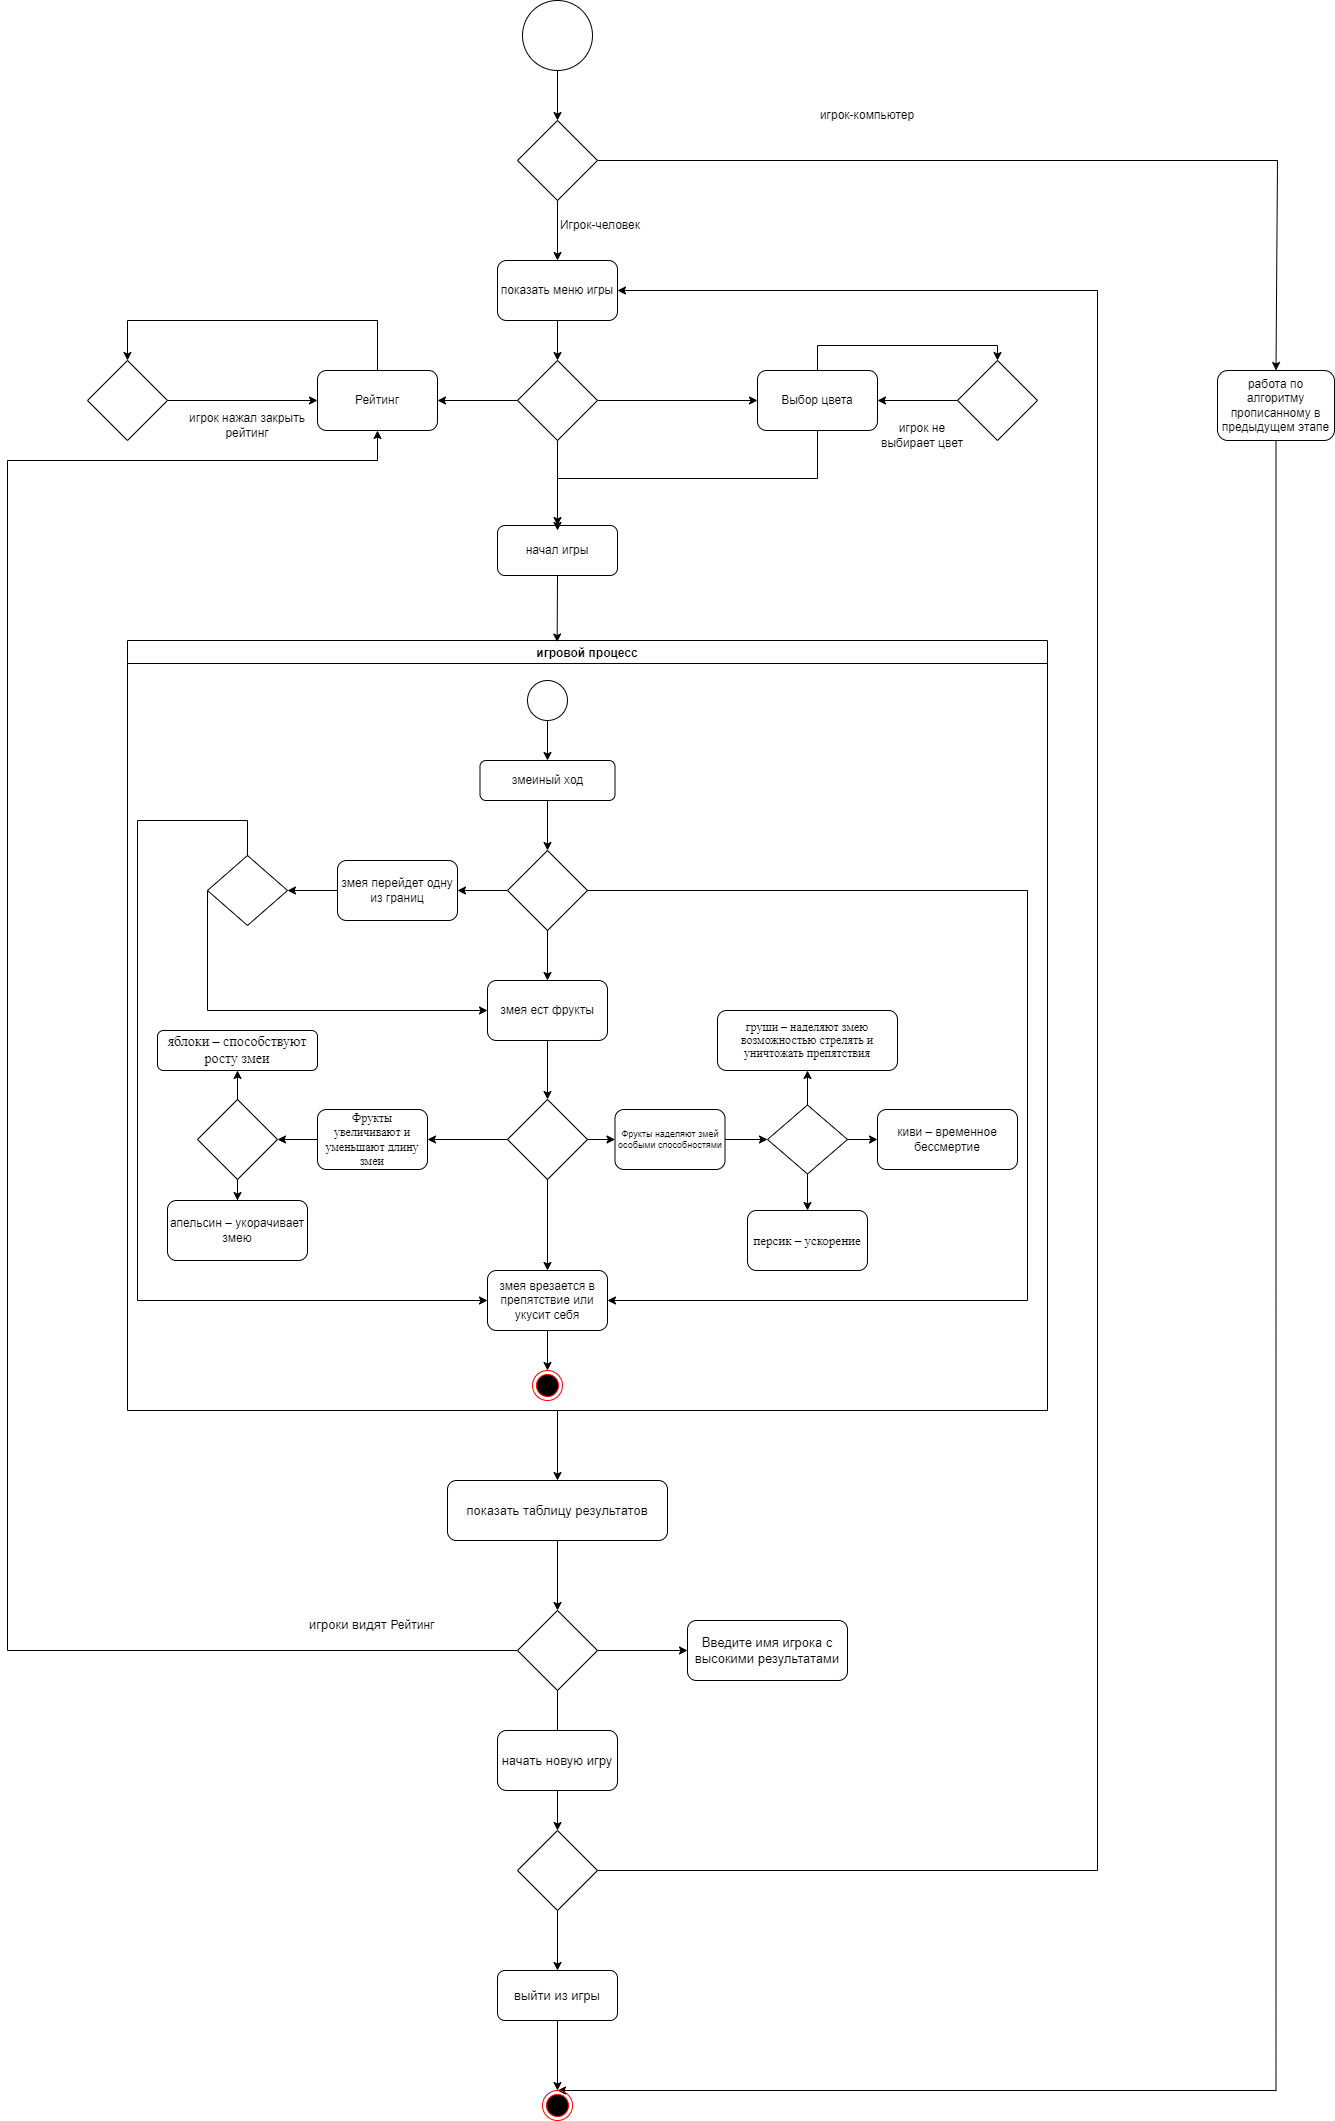 игрок-компьютер
Игрок-человек
показать меню игры
Рейтинг
игрок нажал закрыть
рейтинг
Выбор цвета
игрок не
выбирает цвет
работа по
алгоритму
прописанному в
предыдущем этапе
начал игры
игровой процесс
змеиный ход
змея перейдет одну
из границ
змея ест фрукты
яблоки – способствуют
росту змеи
груши – наделяют змею
возможностью стрелять и
уничтожать препятствия
Фрукты
увеличивают и
уменьшают длину
змеи
Фрукты наделяют змей
особыми способностями
киви – временное
бессмертие
апельсин – укорачивает
змею
персик – ускорение
змея врезается в
препятствие или
укусит себя
показать таблицу результатов
игроки видят Рейтинг
Введите имя игрока с
высокими результатами
начать новую игру
выйти из игры